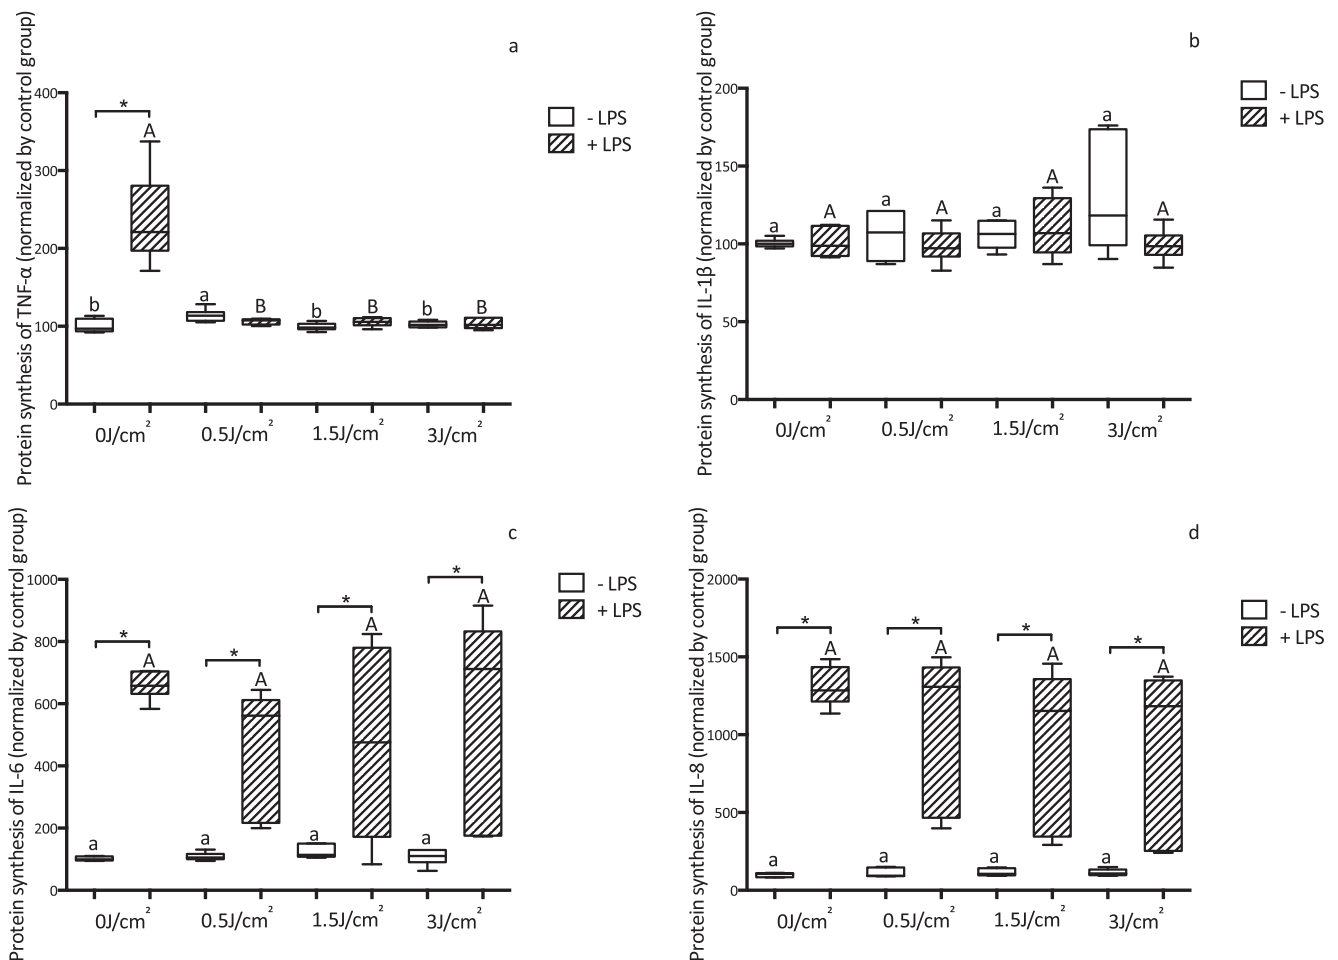 a
Protein synthesis of TNF-α (normalized by control group)
400
300
200
100
0
*
A
b
a
B
b
B
b
B
- LPS
+ LPS
0J/cm²
0.5J/cm²
1.5J/cm²
3J/cm²
b
Protein synthesis of IL-1β (normalized by control group)
200
150
100
50
0
a
A
a
A
a
A
a
A
- LPS
+ LPS
0J/cm²
0.5J/cm²
1.5J/cm²
3J/cm²
c
Protein synthesis of IL-6 (normalized by control group)
1000
800
600
400
200
0
*
*
*
*
a
A
a
A
a
A
a
A
- LPS
+ LPS
0J/cm²
0.5J/cm²
1.5J/cm²
3J/cm²
d
Protein synthesis of IL-8 (normalized by control group)
2000
1500
1000
500
0
*
*
*
*
a
A
a
A
a
A
a
A
- LPS
+ LPS
0J/cm²
0.5J/cm²
1.5J/cm²
3J/cm²